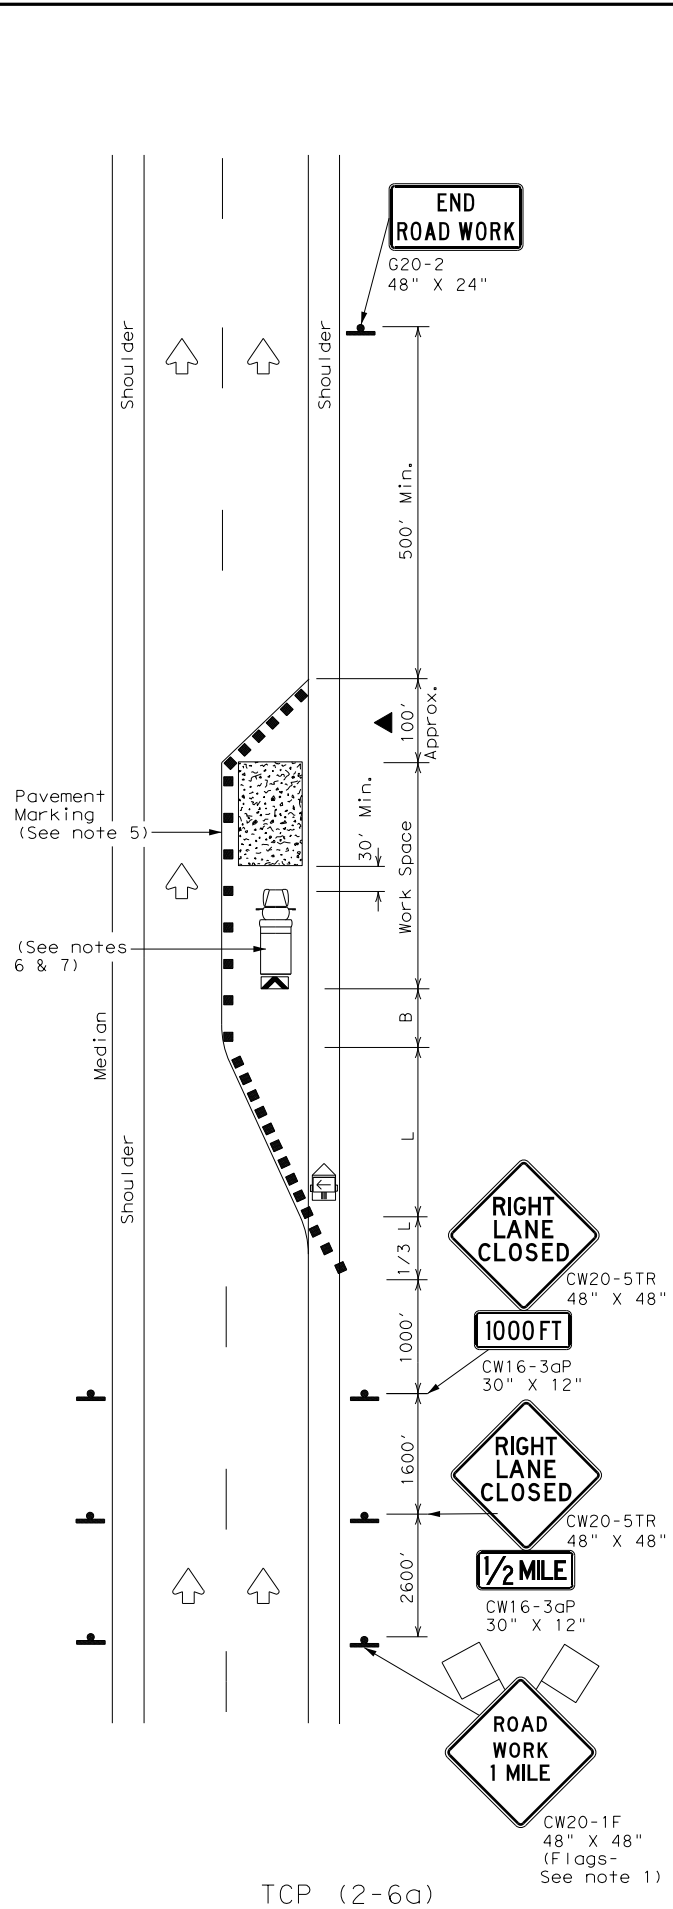 END
ROAD WORK
G20-2
48" X 24"
Shoulder
Shoulder
500' Min.
100'
Approx.
30' Min.
Pavement
Marking
(See note 5)
Work Space
(See notes
6 & 7)
B
Median
L
Shoulder
RIGHT
LANE
CLOSED
1/3 L
CW20-5TR
48" X 48"
1000 FT
1000'
CW16-3aP
30" X 12"
RIGHT
LANE
CLOSED
1600'
CW20-5TR
48" X 48"
1/2 MILE
2600'
CW16-3aP
30" X 12"
ROAD
WORK
1 MILE
CW20-1F
48" X 48"
(Flags-
See note 1)
TCP (2-6a)